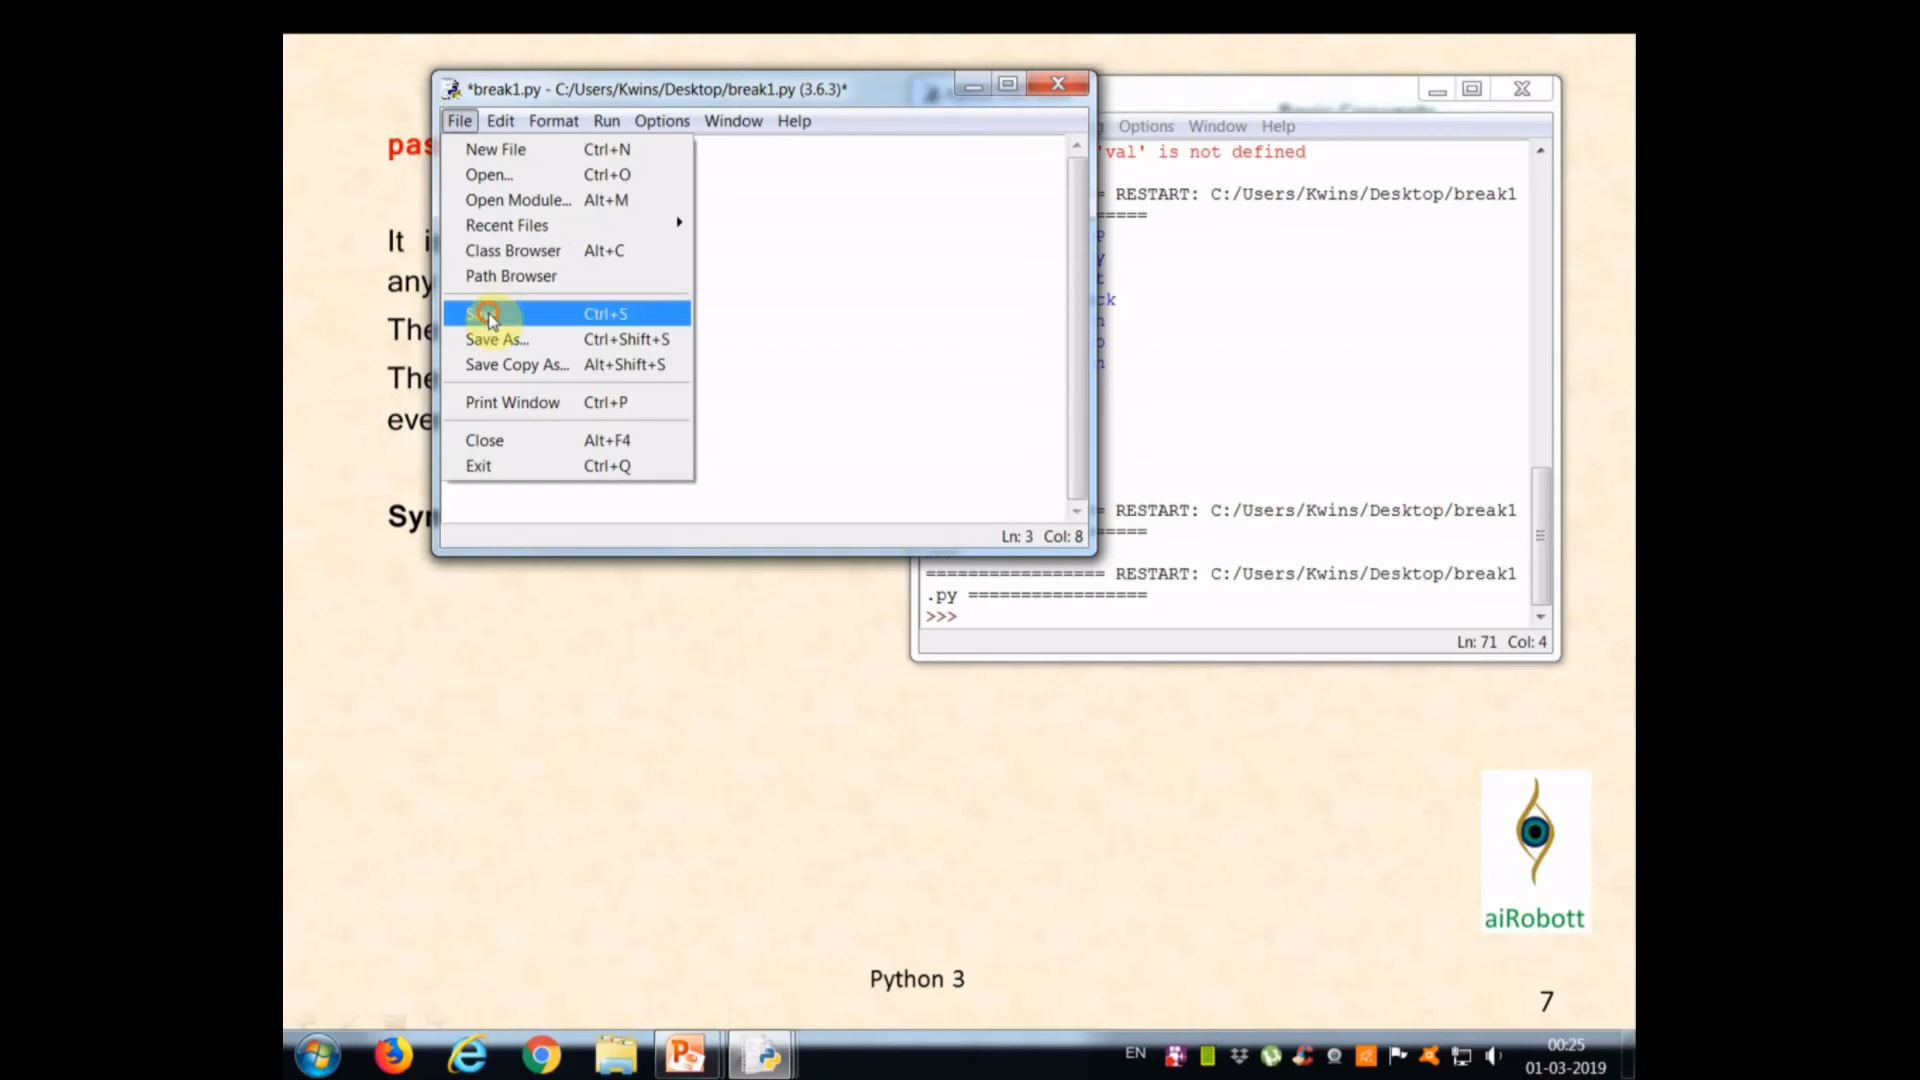 *break1.py - C:/Users/Kwins/Desktop/break1.py (3.6.3)*
File Edit Format Run Options Window Help
New File Ctrl+N
Open... Ctrl+O
Open Module... Alt+M
Recent Files
Class Browser Alt+C
Path Browser
Ctrl+S
Save As... Ctrl+Shift+S
Save Copy As... Alt+Shift+S
Print Window Ctrl+P
Close Alt+F4
Exit Ctrl+Q
Ln: 3 Col: 8
Options Window Help
'val' is not defined
= RESTART: C:/Users/Kwins/Desktop/break1
=====
= RESTART: C:/Users/Kwins/Desktop/break1
=====
================= RESTART: C:/Users/Kwins/Desktop/break1
.py =================
>>>
Ln: 71 Col: 4
pas
It
any
The
The
eve
aiRobott
Python 3
7
EN
00:25
01-03-2019